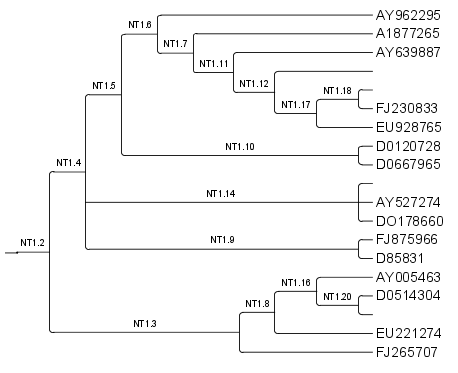 NT1.6
AY962295
NT1.7
A1877265
NT1.11
AY639887
NT1.5
NT1.12
NT1.18
NT1.17
FJ230833
EU928765
NT1.10
D0120728
NT1.4
D0667965
NT1.14
AY527274
DO178660
NT1.2
NT1.9
FJ875966
D85831
NT1.16
AY005463
NT1.8
NT1.20
D0514304
NT1.3
EU221274
FJ265707